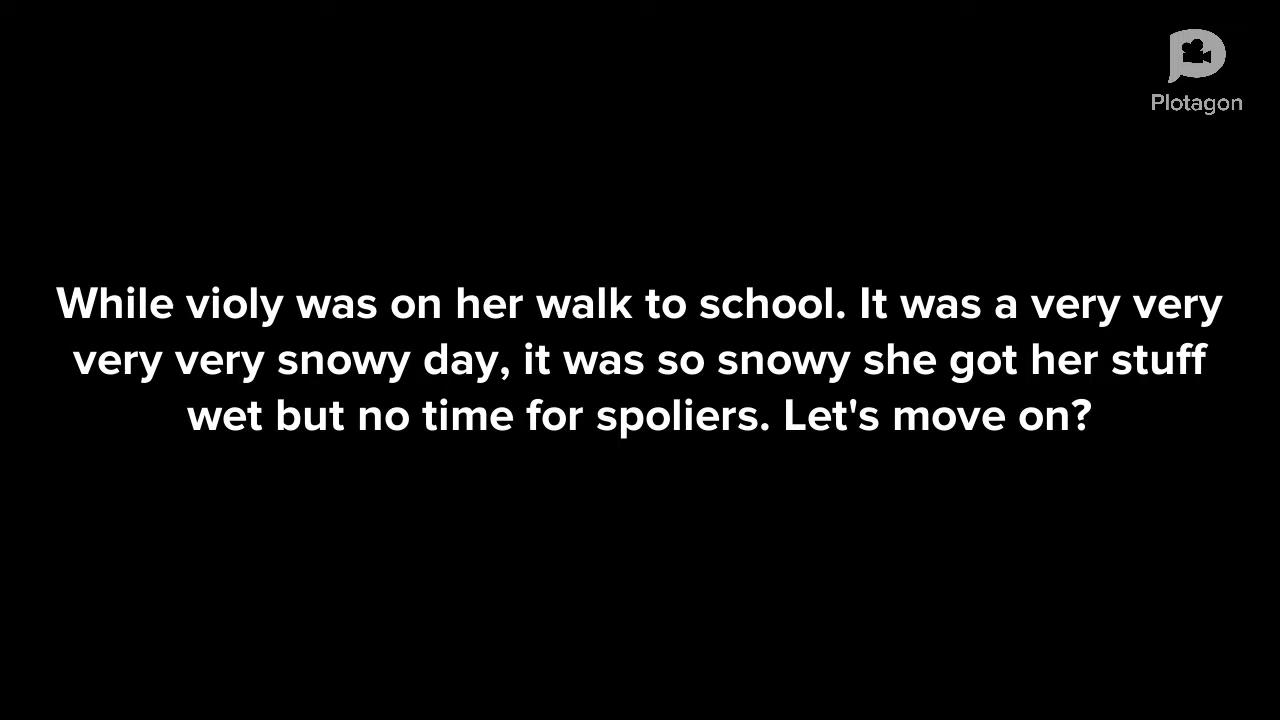 Plotagon
While violy was on her walk to school. It was a very very
very very snowy day, it was so snowy she got her stuff
wet but no time for spoliers. Let's move on?